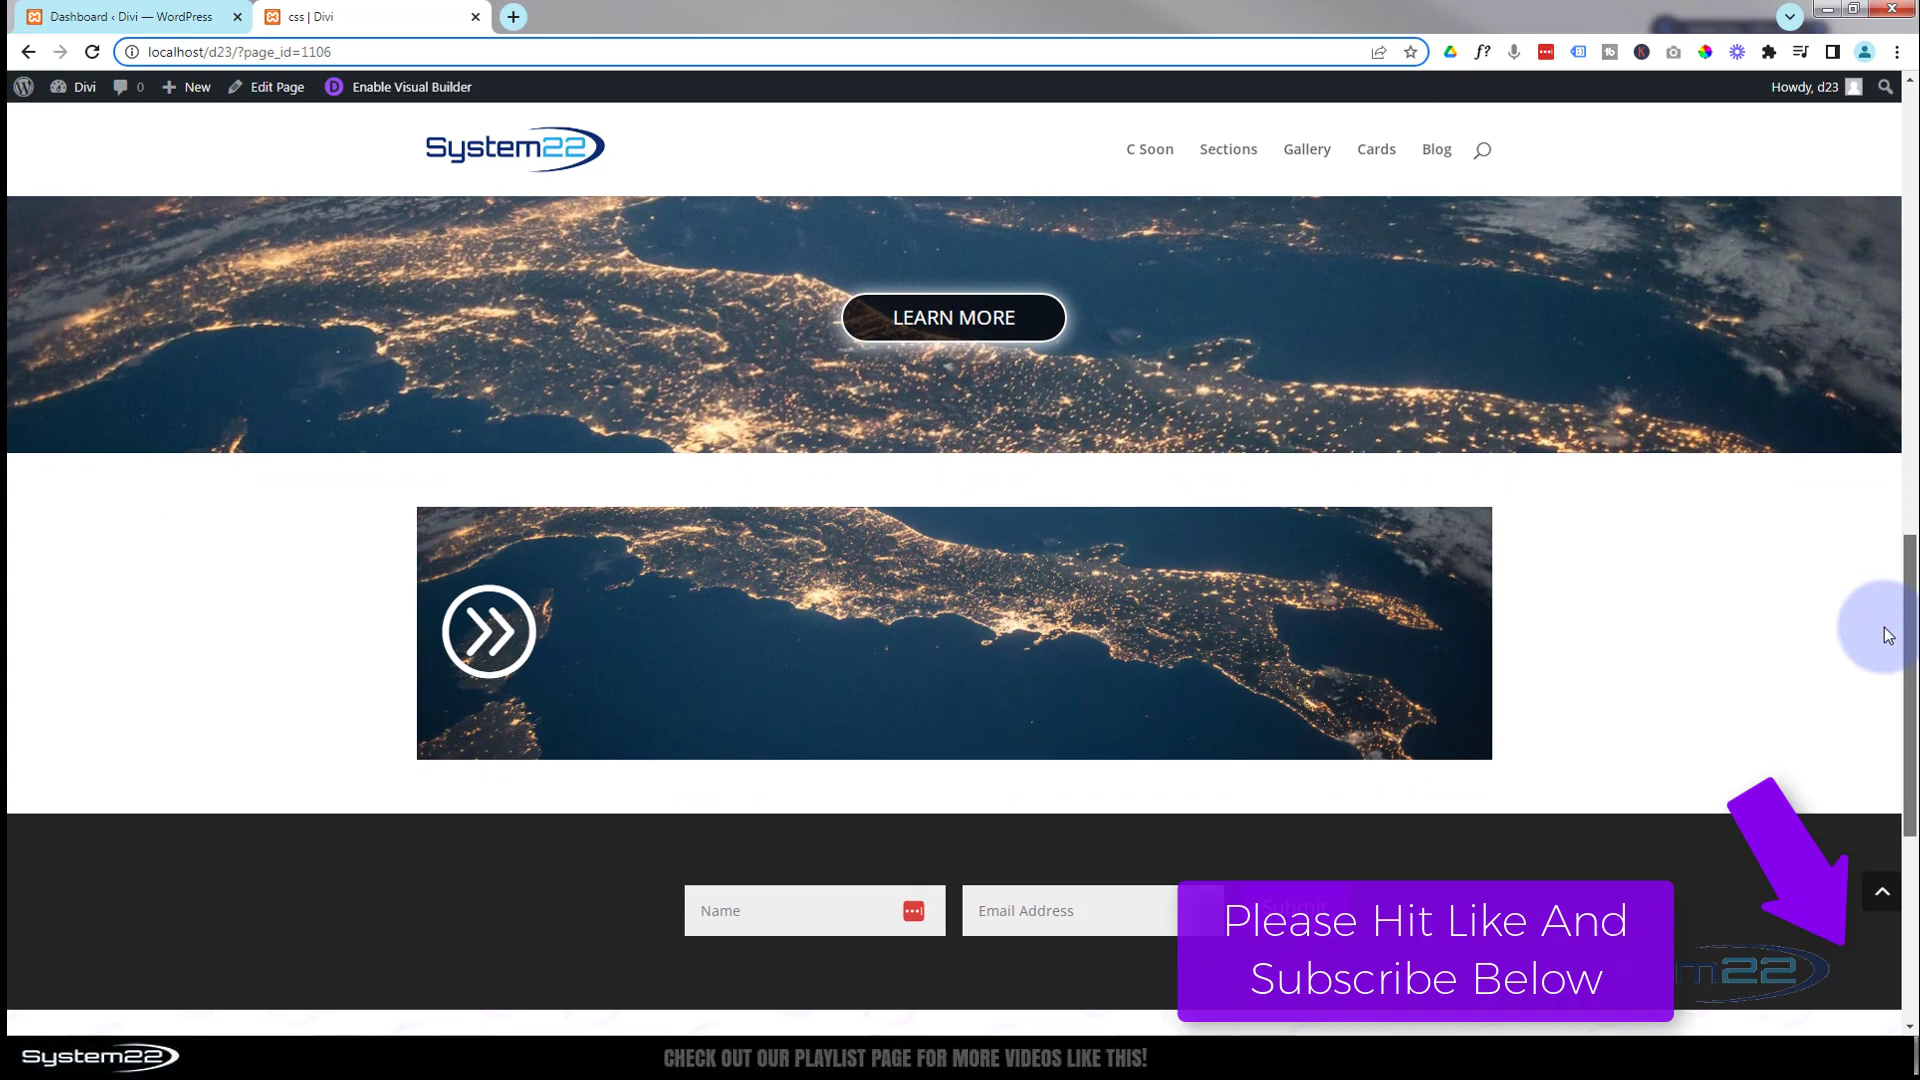 Dashboard ‹ Divi — WordPress
css | Divi
localhost/d23/?page_id=1106
f?
Divi
0
New
Edit Page
D
Enable Visual Builder
Howdy, d23
System22
C Soon
Sections
Gallery
Cards
Blog
LEARN MORE
Name
Email Address
Submit
Please Hit Like And
Subscribe Below
m22
System22
CHECK OUT OUR PLAYLIST PAGE FOR MORE VIDEOS LIKE THIS!